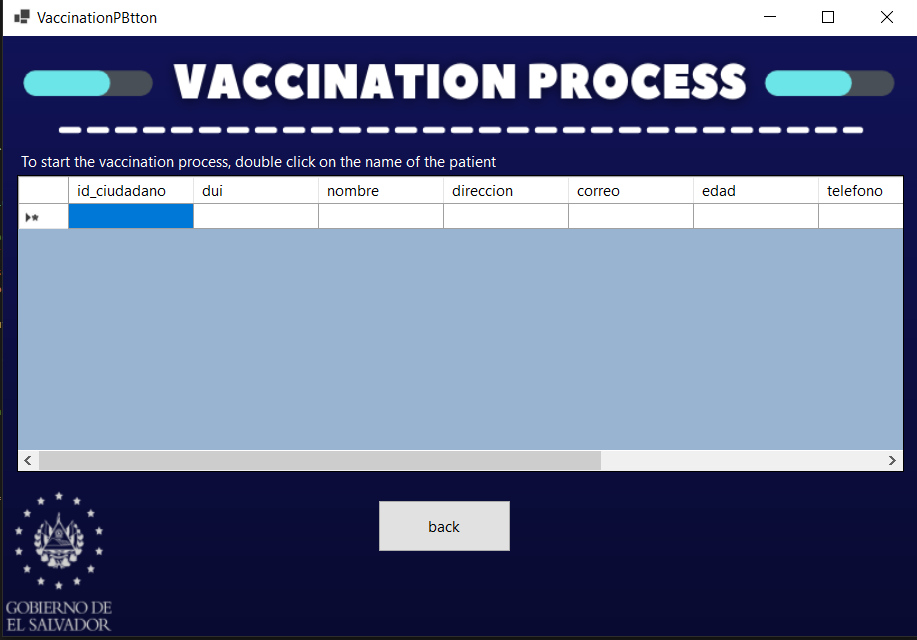 VaccinationPBtton
VACCINATION PROCESS
To start the vaccination process, double click on the name of the patient
id_ciudadano dui nombre direccion correo edad telefono
back
GOBIERNO DE
EL SALVADOR